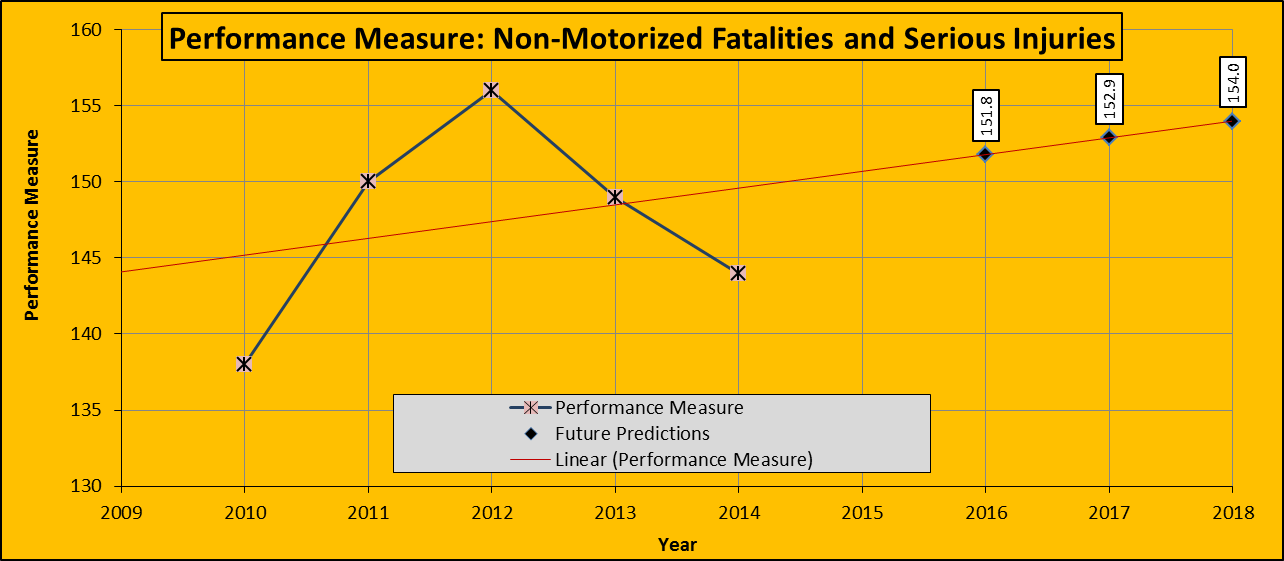 Performance Measure: Non-Motorized Fatalities and Serious Injuries
160
155
150
145
140
135
130
Performance Measure
151.8
152.9
154.0
Performance Measure
Future Predictions
Linear (Performance Measure)
2009 2010 2011 2012 2013 2014 2015 2016 2017 2018
Year